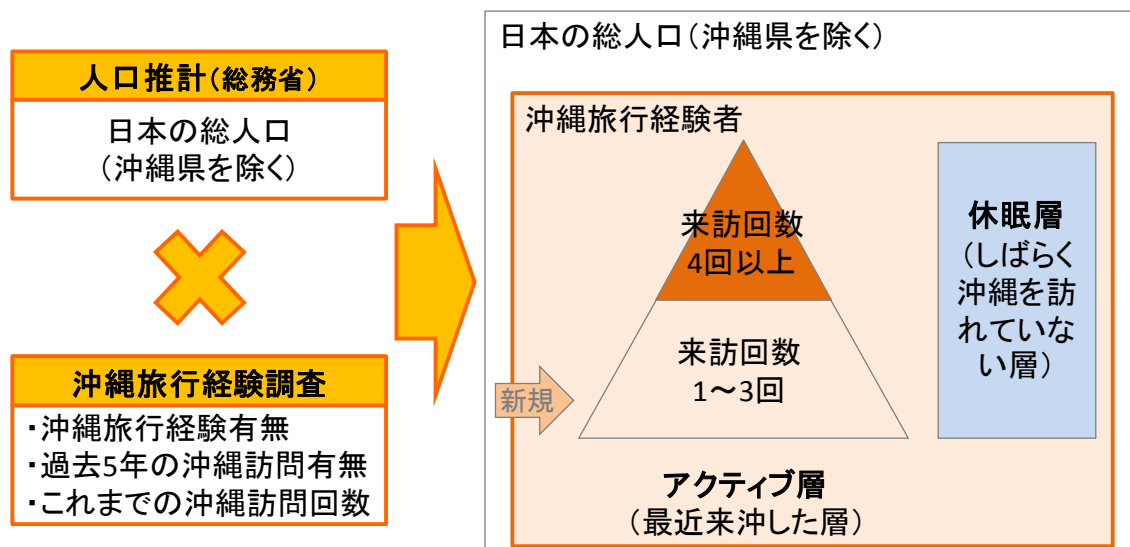 人口推計(総務省)
日本の総人口
(沖縄県を除く)
沖縄旅行経験調査
・沖縄旅行経験有無
・過去5年の沖縄訪問有無
・これまでの沖縄訪問回数
日本の総人口(沖縄県を除く)
沖縄旅行経験者
来訪回数
4回以上
来訪回数
1～3回
新規
アクティブ層
(最近来沖した層)
休眠層
(しばらく
沖縄を訪
れていな
い層)